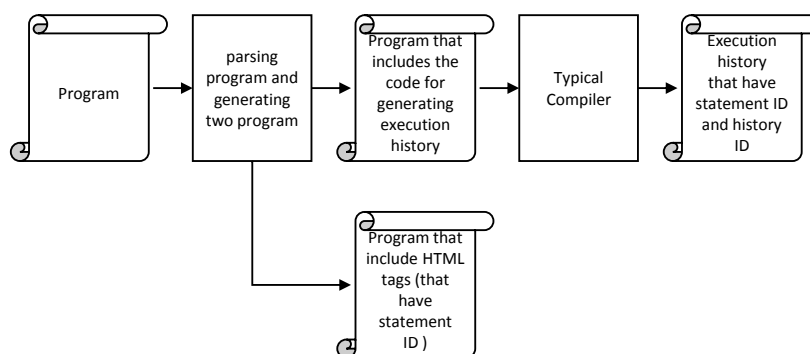 Program
parsing
program and
generating
two program
Program that
includes the
code for
generating
execution
history
Typical
Compiler
Execution
history
that have
statement ID
and history
ID
Program that
include HTML
tags (that
have
statement
ID )